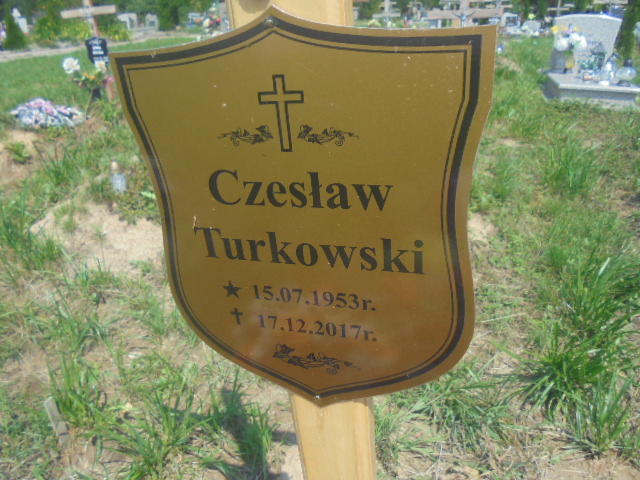 Czesław
Turkowski
★ 15.07.1953r.
✝ 17.12.2017r.